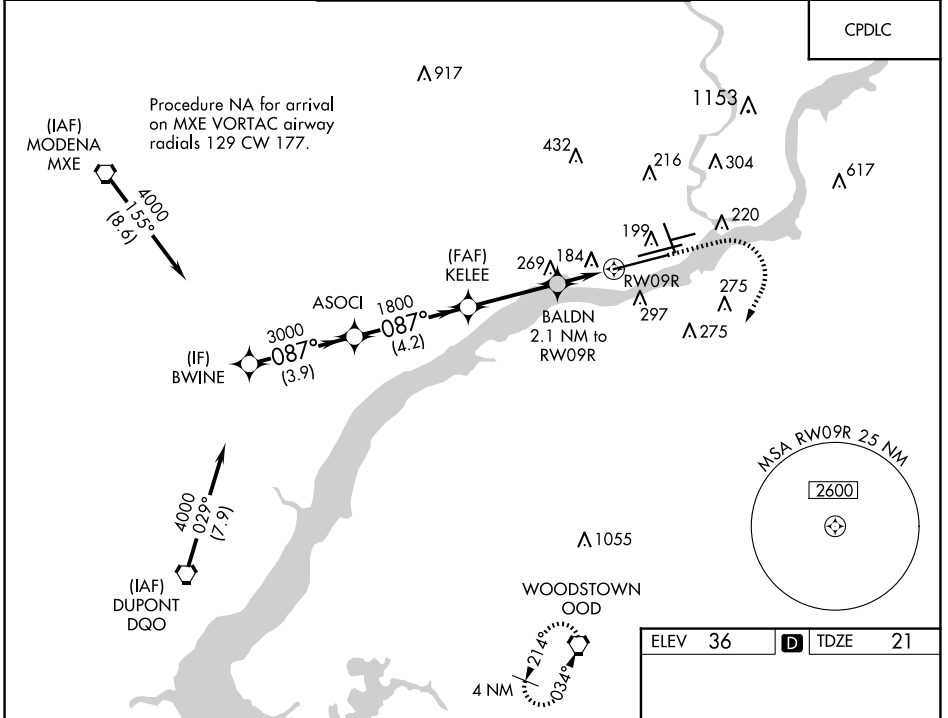 CPDLC
917
1153
Procedure NA for arrival
on MXE VORTAC airway
radials 129 CW 177.
(IAF)
MODENA
MXE
432
216
304
617
4000
155°
(8.6)
199
220
(FAF)
KELEE
269
184
RW09R
ASOCI
1800
087°
(4.2)
BALDN
2.1 NM to
RW09R
297
275
275
3000
087°
(3.9)
(IF)
BWINE
MSA RW09R 25 NM
2600
4000
029°
(7.9)
(IAF)
DUPONT
DQO
1055
WOODSTOWN
OOD
214°
034°
4 NM
ELEV 36 D TDZE 21